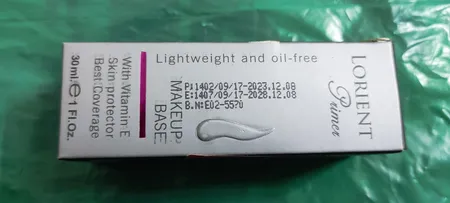 Lightweight and oil-free
P:1402/09/17-2023.12.08
E:1407/09/17-2028.12.08
B.N:E02-5570
LORIENT
Primer
MAKEUP
BASE
With Vitamin E
Skin protector
Best Coverage
30ml.℮ 1 Fl.Oz.